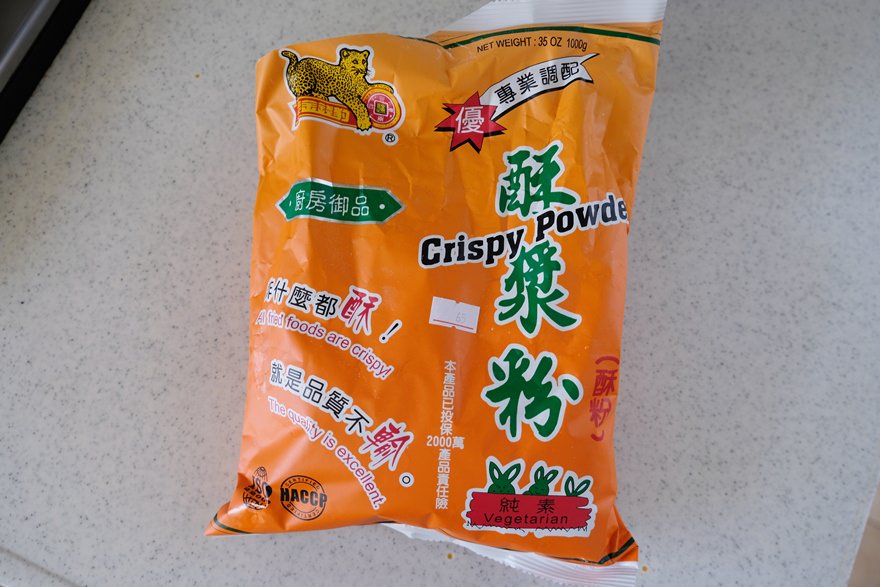 NET WEIGHT : 35 OZ 1000g
專業調配
優
®
廚房御品
酥漿粉
Crispy Powde
(酥粉)
炸什麼都酥！
All fried foods are crispy!
就是品質不輸。
The quality is excellent.
65
本產品已投保
2000萬
產品責任險
HACCP
純素
Vegetarian